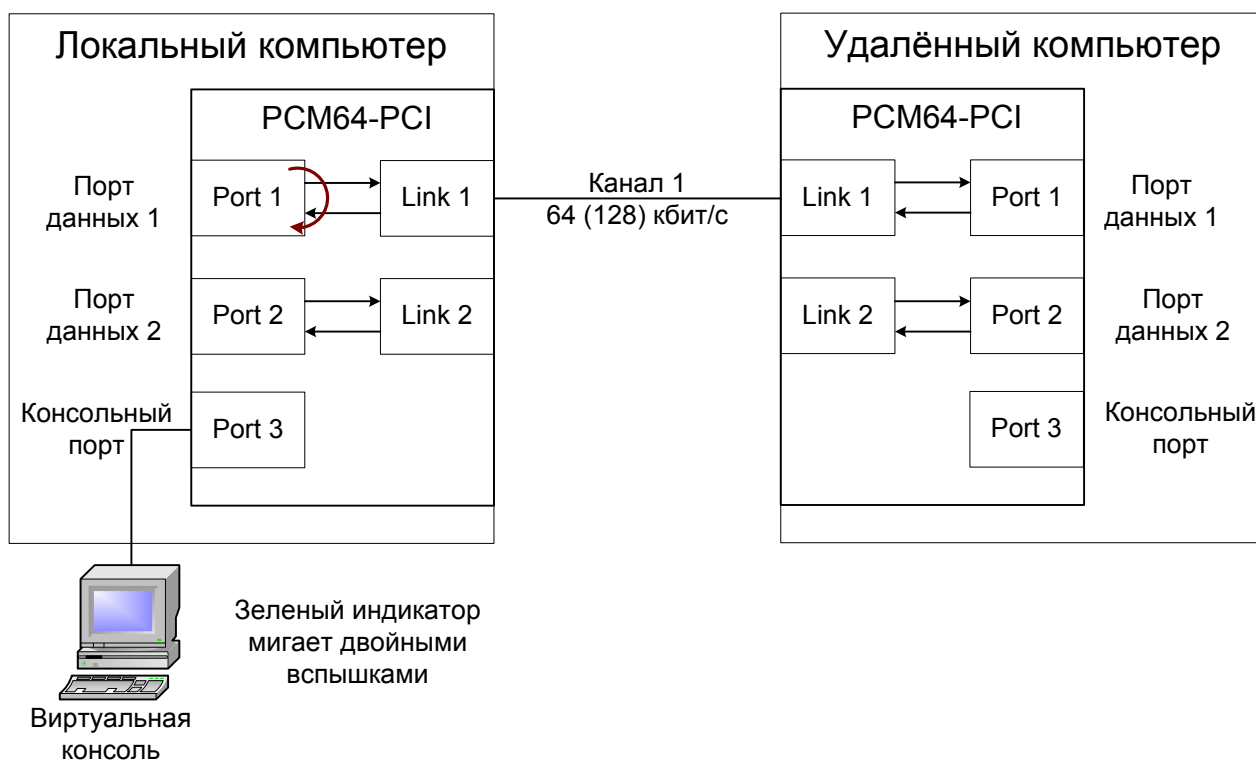 Локальный компьютер
PCM64-PCI
Порт
данных 1
Port 1
Link 1
Порт
данных 2
Port 2
Link 2
Консольный
порт
Port 3
Канал 1
64 (128) кбит/с
Удалённый компьютер
PCM64-PCI
Link 1
Port 1
Порт
данных 1
Link 2
Port 2
Порт
данных 2
Port 3
Консольный
порт
Виртуальная
консоль
Зеленый индикатор
мигает двойными
вспышками